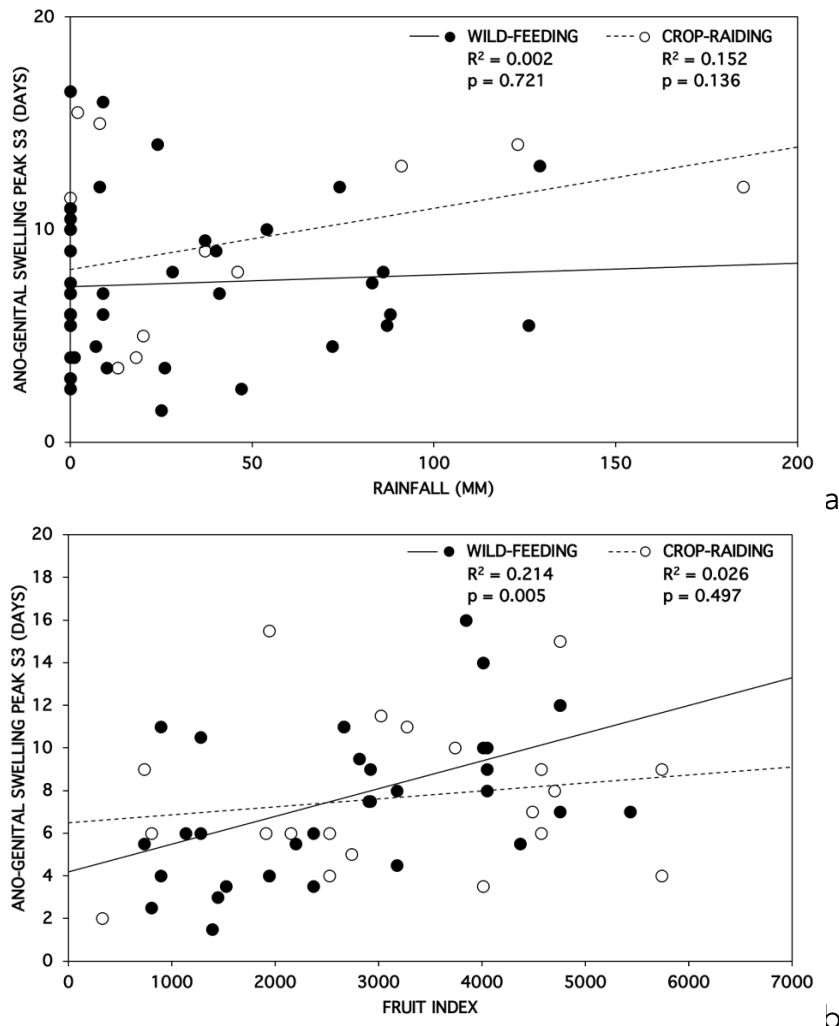 20
WILD-FEEDING CROP-RAIDING
R² = 0.002 R² = 0.152
p = 0.721 p = 0.136
ANO-GENITAL SWELLING PEAK S3 (DAYS)
10
0
0 50 100 150 200
RAINFALL (MM)
a
20
WILD-FEEDING CROP-RAIDING
R² = 0.214 R² = 0.026
p = 0.005 p = 0.497
18
16
14
12
ANO-GENITAL SWELLING PEAK S3 (DAYS)
10
8
6
4
2
0
0 1000 2000 3000 4000 5000 6000 7000
FRUIT INDEX
b